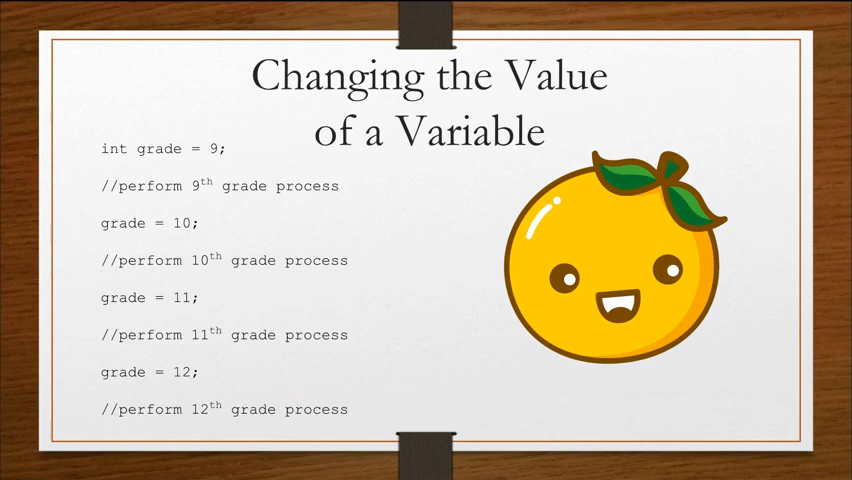 Changing the Value
of a Variable
int grade = 9;
//perform 9th grade process
grade = 10;
//perform 10th grade process
grade = 11;
//perform 11th grade process
grade = 12;
//perform 12th grade process